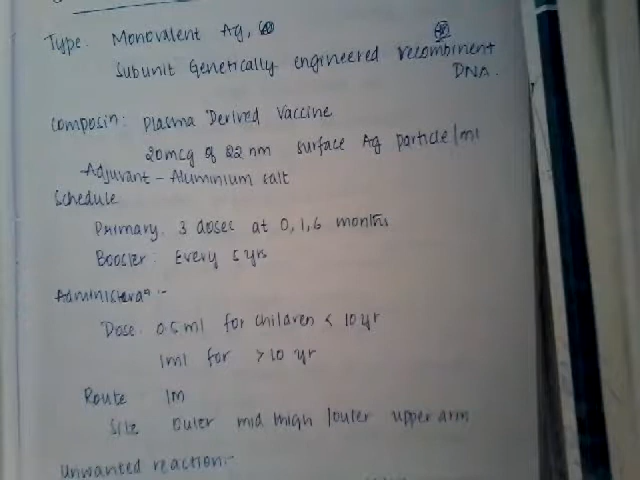 Type. Monovalent Ag,
Subunit Genetically engineered recombinent
DNA.
Composin: Plasma Derived Vaccine
20mcg of 22 nm surface Ag particle/ml
Adjuvant - Aluminium salt
Schedule
Primary. 3 doses at 0,1,6 months
Booster: Every 5 yrs
Administeran :-
Dose. 0.5ml for children < 10 yr
1ml for >10 yr
Route IM
Site Outer mid thigh /outer upper arm
Unwanted reaction:-